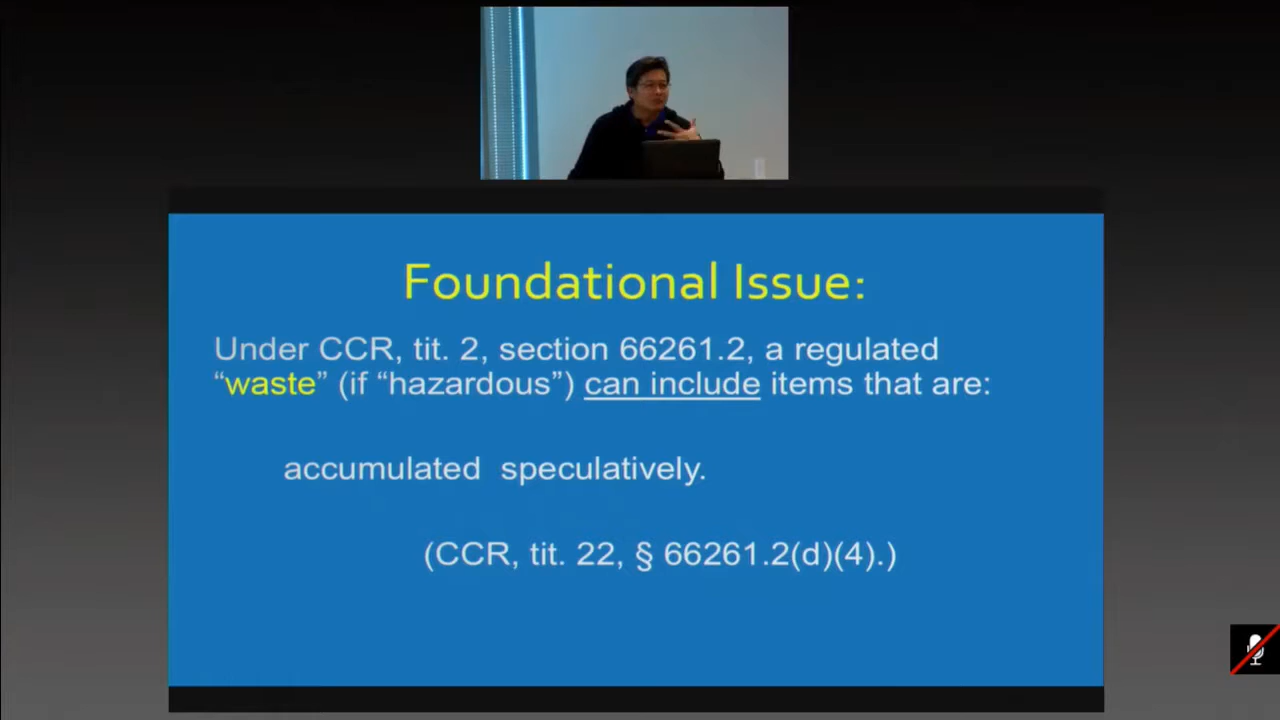 Foundational Issue:
Under CCR, tit. 2, section 66261.2, a regulated
“waste” (if “hazardous”) can include items that are:
accumulated speculatively.
(CCR, tit. 22, § 66261.2(d)(4).)